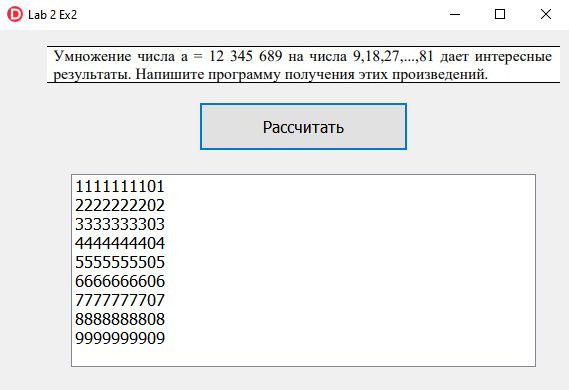 Lab 2 Ex2
Умножение числа a = 12 345 689 на числа 9,18,27,...,81 дает интересные
результаты. Напишите программу получения этих произведений.
Рассчитать
1111111101
2222222202
3333333303
4444444404
5555555505
6666666606
7777777707
8888888808
9999999909